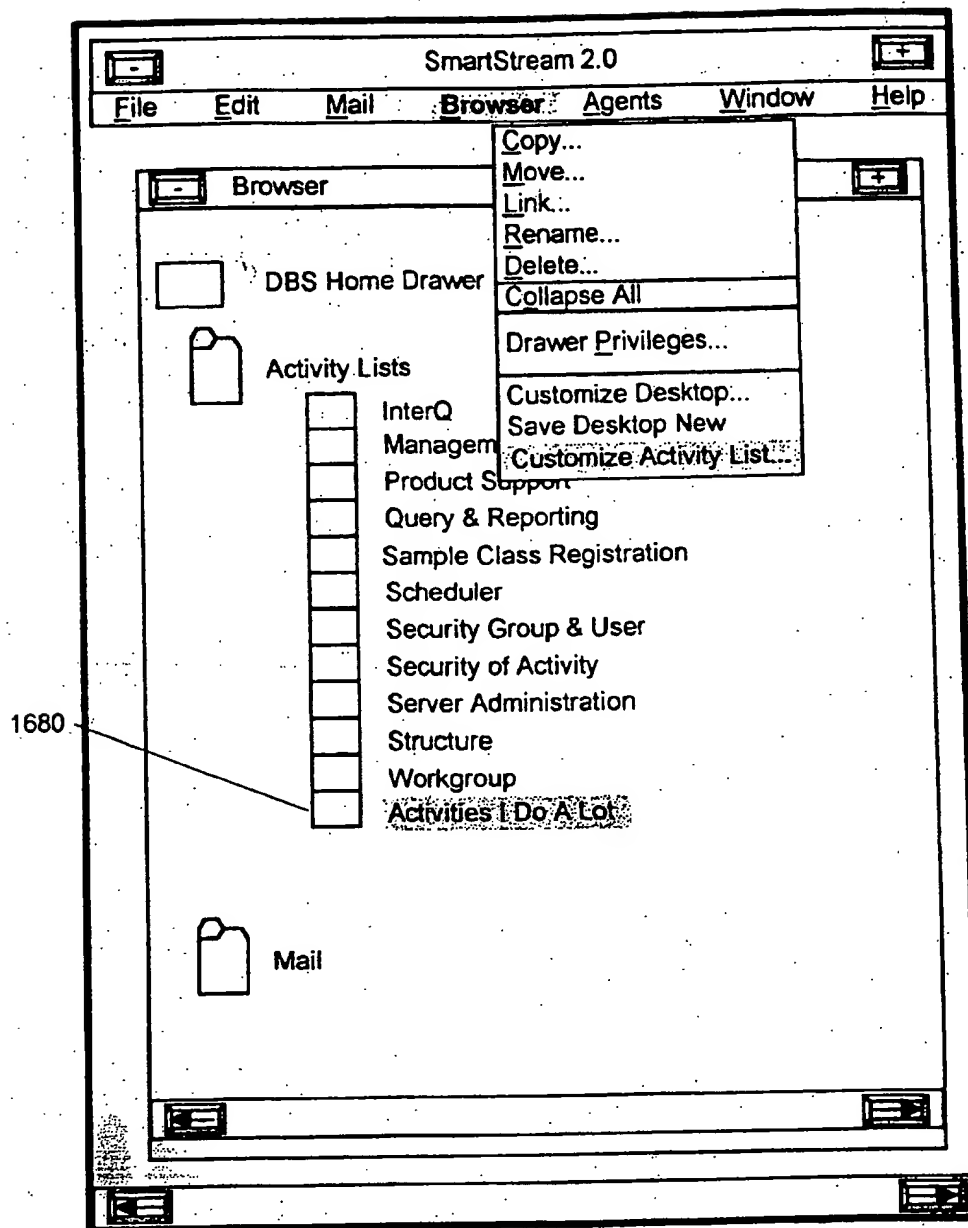 SmartStream 2.0
File Edit Mail Browser Agents Window Help
Copy...
Move...
Browser
Link...
Rename...
Delete...
DBS Home Drawer
Collapse All
Drawer Privileges...
Activity Lists
Customize Desktop...
InterQ
Save Desktop New
Managem
Customize Activity List...
Product Support
Query & Reporting
Sample Class Registration
Scheduler
Security Group & User
Security of Activity
Server Administration
1680
Structure
Workgroup
Activities I Do A Lot
Mail